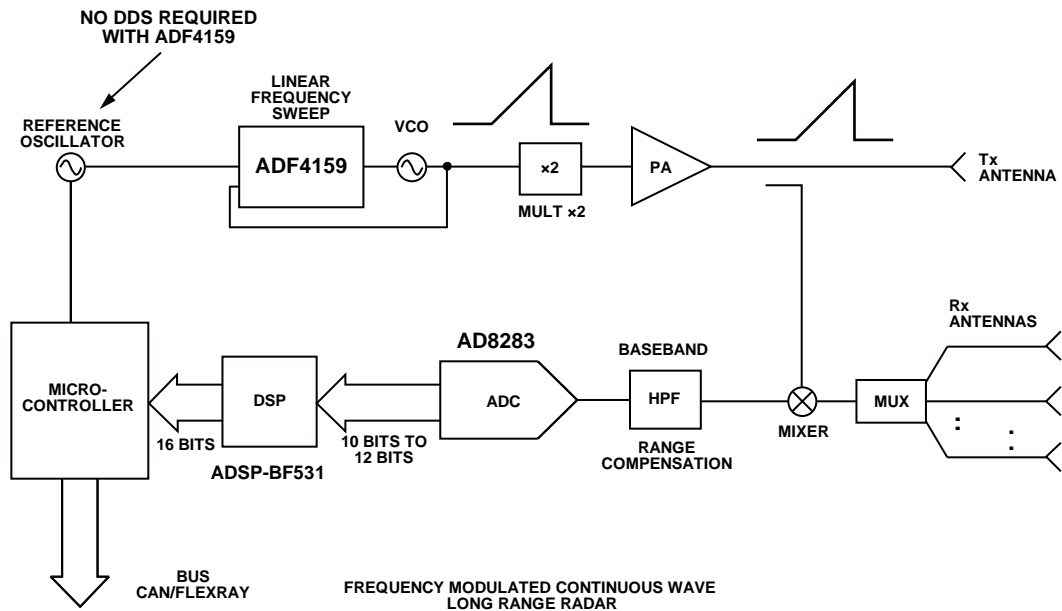 NO DDS REQUIRED
WITH ADF4159
LINEAR
FREQUENCY
SWEEP
REFERENCE
OSCILLATOR
VCO
ADF4159
×2
PA
MULT ×2
Tx
ANTENNA
Rx
ANTENNAS
AD8283
BASEBAND
MICRO-
CONTROLLER
DSP
ADC
HPF
MUX
MIXER
16 BITS
10 BITS TO
12 BITS
RANGE
COMPENSATION
ADSP-BF531
BUS
CAN/FLEXRAY
FREQUENCY MODULATED CONTINUOUS WAVE
LONG RANGE RADAR